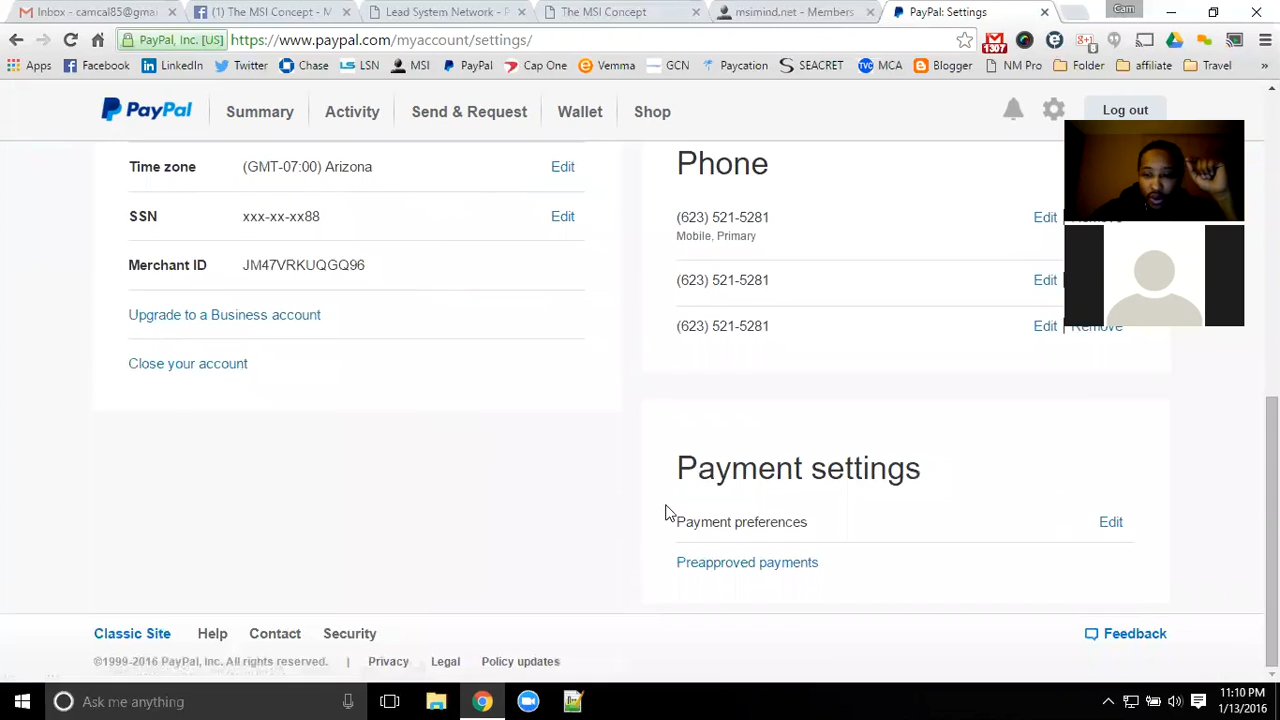 Inbox - camcal85@gmai
(1) The MSI Concept - M
Lead System Network - F
The MSI Concept
msimind.net - Members
PayPal: Settings
Cam
PayPal, Inc. [US]
https://www.paypal.com/myaccount/settings/
1307
Apps
Facebook
LinkedIn
Twitter
Chase
LSN
MSI
PayPal
Cap One
Vemma
GCN
Paycation
SEACRET
MCA
Blogger
NM Pro
Folder
affiliate
Travel
PayPal
Summary
Activity
Send & Request
Wallet
Shop
Log out
Time zone (GMT-07:00) Arizona Edit
SSN xxx-xx-xx88 Edit
Merchant ID JM47VRKUQGQ96
Upgrade to a Business account
Close your account
Phone
(623) 521-5281 Edit | Remove
Mobile, Primary
(623) 521-5281 Edit
(623) 521-5281 Edit | Remove
Payment settings
Payment preferences Edit
Preapproved payments
Classic Site Help Contact Security
Feedback
©1999-2016 PayPal, Inc. All rights reserved. | Privacy Legal Policy updates
Ask me anything
11:10 PM
1/13/2016